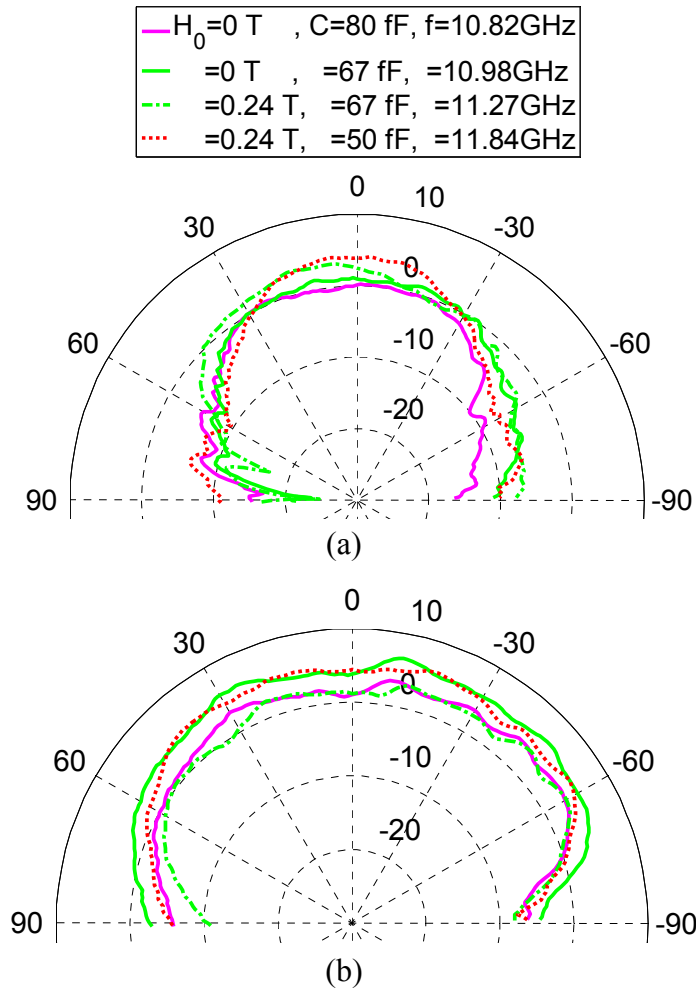 H0=0 T , C=80 fF, f=10.82GHz
=0 T , =67 fF, =10.98GHz
=0.24 T, =67 fF, =11.27GHz
=0.24 T, =50 fF, =11.84GHz
0 10
30 -30
0
60 -60
-10
-20
90 -90
(a)
0 10
30 -30
0
60 -60
-10
-20
90 -90
(b)